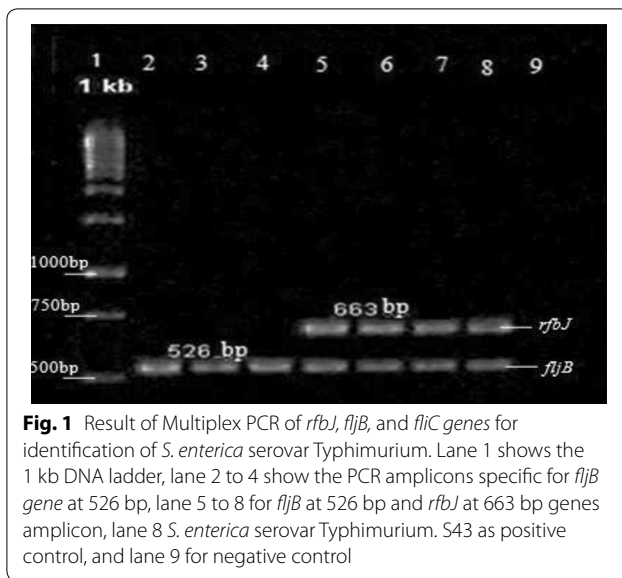 1 2 3 4 5 6 7 8 9
1 kb
1000bp
750bp
663 bp
rfbJ
526 bp
fljB
500bp
Fig. 1 Result of Multiplex PCR of rfbJ, fljB, and fliC genes for
identification of S. enterica serovar Typhimurium. Lane 1 shows the
1 kb DNA ladder, lane 2 to 4 show the PCR amplicons specific for fljB
gene at 526 bp, lane 5 to 8 for fljB at 526 bp and rfbJ at 663 bp genes
amplicon, lane 8 S. enterica serovar Typhimurium. S43 as positive
control, and lane 9 for negative control